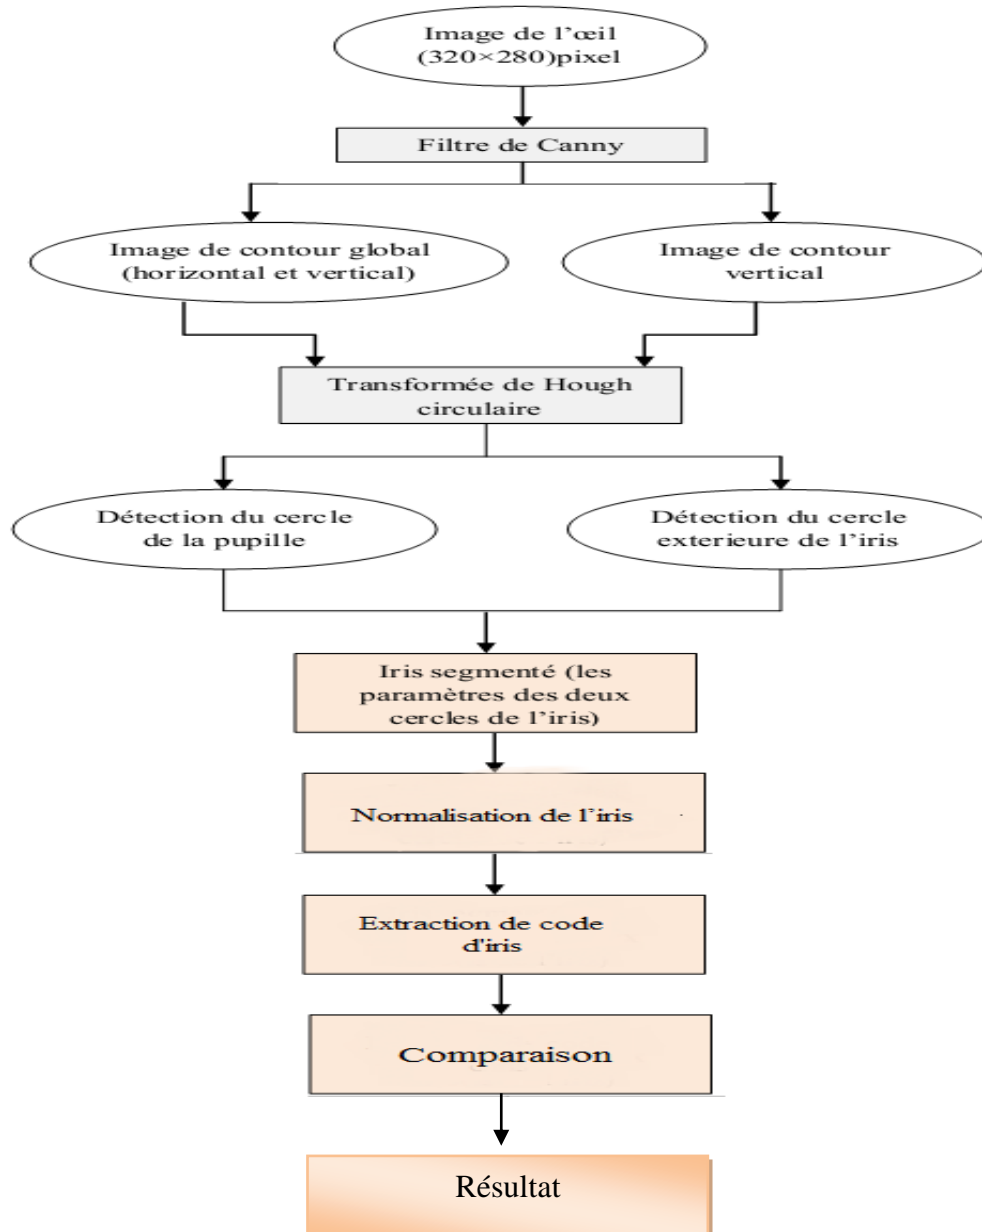 Image de l'œil
(320×280)pixel
Filtre de Canny
Image de contour global
(horizontal et vertical)
Image de contour
vertical
Transformée de Hough
circulaire
Détection du cercle
de la pupille
Détection du cercle
exterieure de l'iris
Iris segmenté (les
paramètres des deux
cercles de l'iris)
Normalisation de l'iris
Extraction de code
d'iris
Comparaison
Résultat